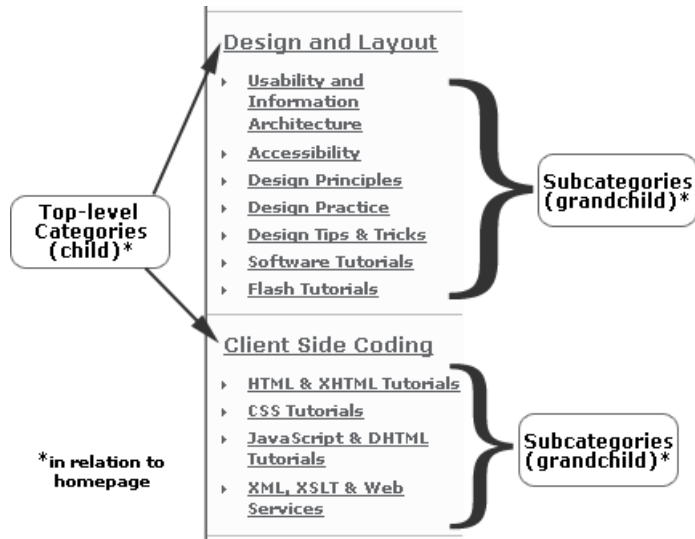 Design and Layout
Usability and
Information
Architecture
Accessibility
Design Principles
Design Practice
Design Tips & Tricks
Software Tutorials
Flash Tutorials
Subcategories
(grandchild)*
Top-level
Categories
(child)*
Client Side Coding
HTML & XHTML Tutorials
CSS Tutorials
JavaScript & DHTML
Tutorials
XML, XSLT & Web
Services
Subcategories
(grandchild)*
*in relation to
homepage